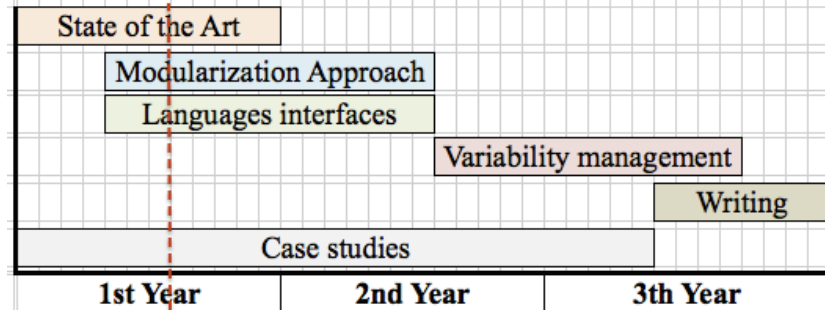 State of the Art
Modularization Approach
Languages interfaces
Variability management
Writing
Case studies
1st Year 2nd Year 3th Year